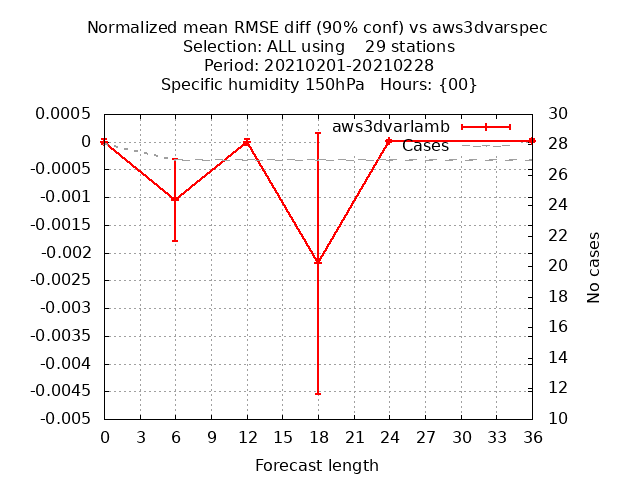 Normalized mean RMSE diff (90% conf) vs aws3dvarspec
Selection: ALL using    29 stations
Period: 20210201-20210228
Specific humidity 150hPa   Hours: {00}
0.0005
0
-0.0005
-0.001
-0.0015
-0.002
-0.0025
-0.003
-0.0035
-0.004
-0.0045
-0.005
aws3dvarlamb
Cases
30
28
26
24
22
20
18
16
14
12
10
No cases
0 3 6 9 12 15 18 21 24 27 30 33 36
Forecast length